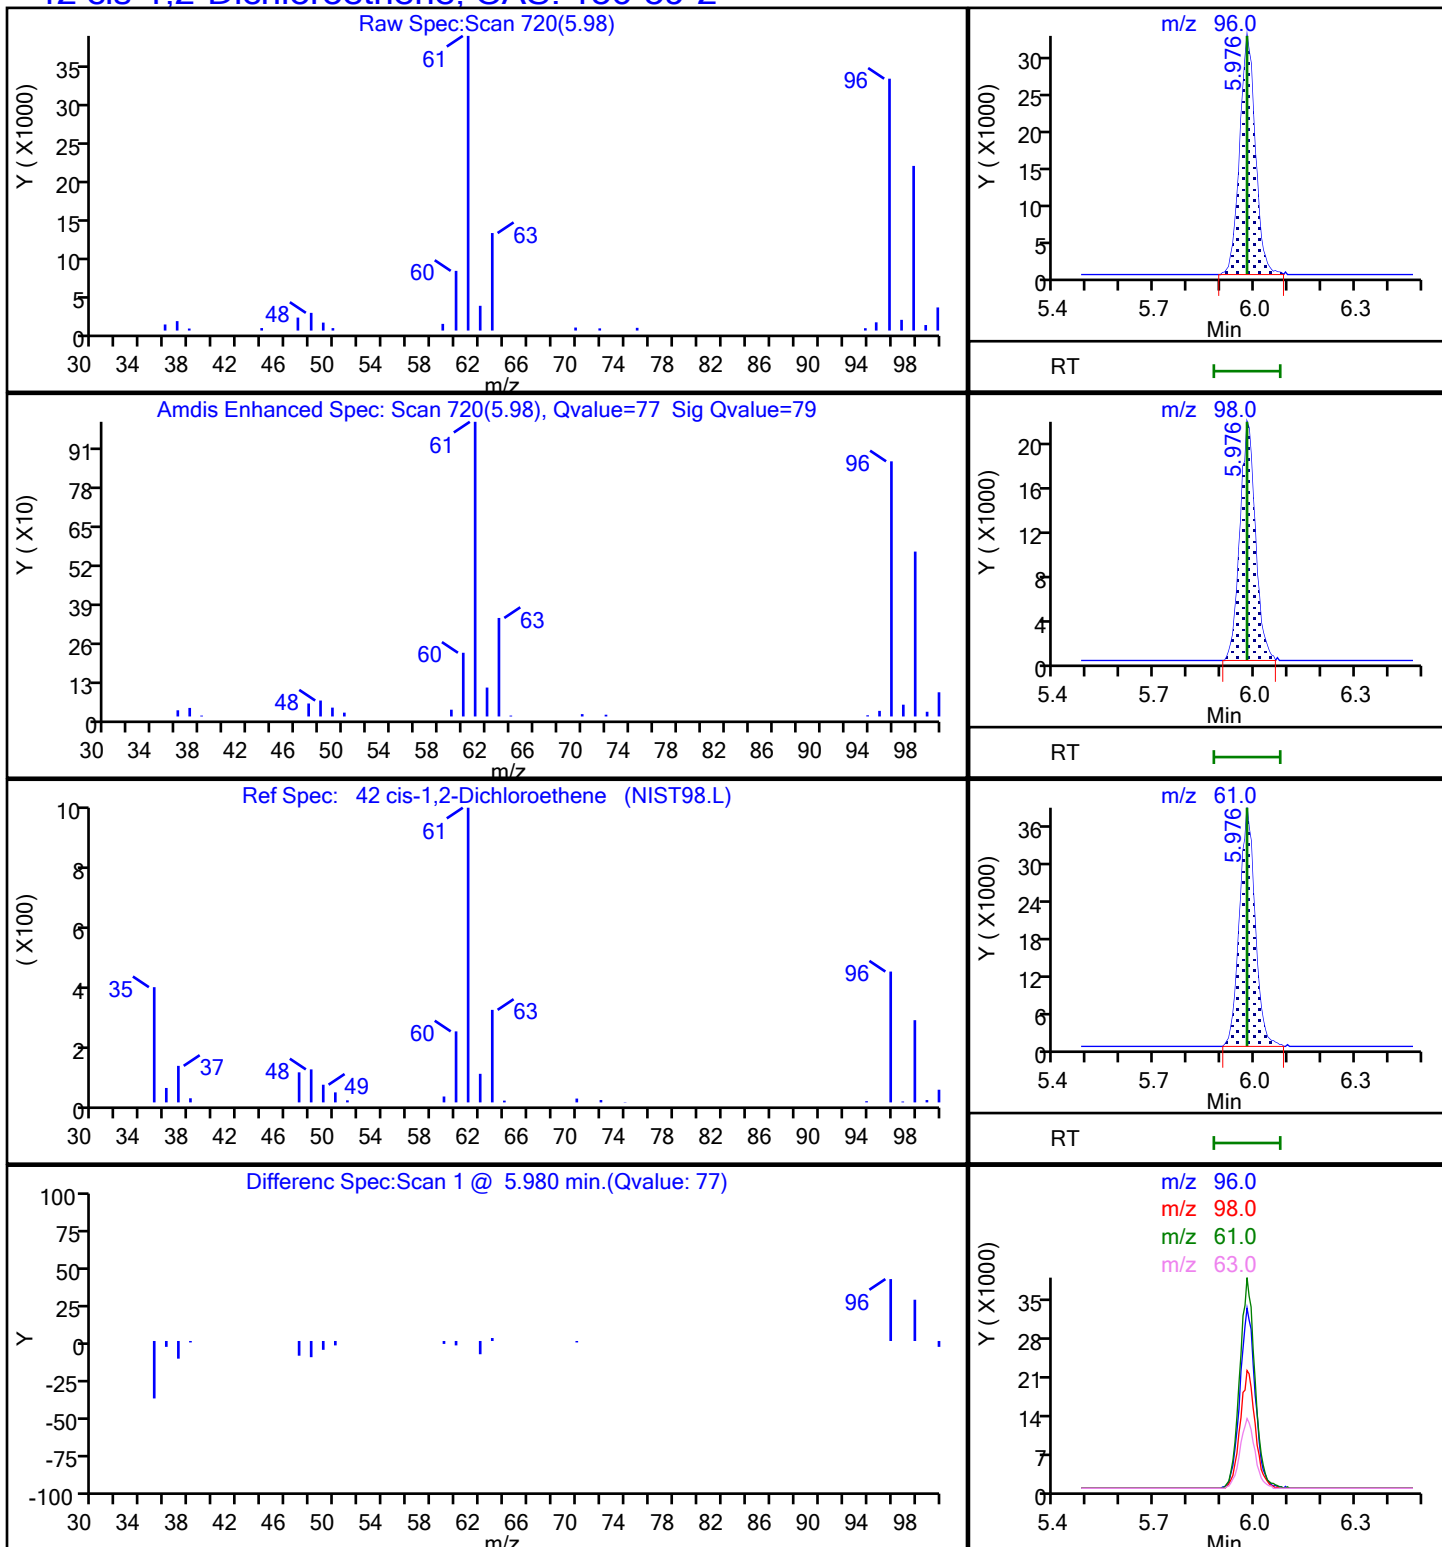 42 cis-1,2-Dichloroethene, CAS: 156-59-2
Raw Spec:Scan 720(5.98)
Y ( X1000)
35
30
25
20
15
10
5
0
61
96
63
60
48
30 34 38 42 46 50 54 58 62 66 70 74 78 82 86 90 94 98
m/z
m/z 96.0
Y ( X1000)
30
25
20
15
10
5
0
5.976
5.4 5.7 6.0 6.3
Min
RT
Amdis Enhanced Spec: Scan 720(5.98), Qvalue=77 Sig Qvalue=79
Y ( X10)
91
78
65
52
39
26
13
0
61
96
63
60
48
30 34 38 42 46 50 54 58 62 66 70 74 78 82 86 90 94 98
m/z
m/z 98.0
Y ( X1000)
20
16
12
8
4
0
5.976
5.4 5.7 6.0 6.3
Min
RT
Ref Spec: 42 cis-1,2-Dichloroethene (NIST98.L)
( X100)
10
8
6
4
2
0
61
96
35
63
60
37
48
49
30 34 38 42 46 50 54 58 62 66 70 74 78 82 86 90 94 98
m/z
m/z 61.0
Y ( X1000)
36
30
24
18
12
6
0
5.976
5.4 5.7 6.0 6.3
Min
RT
Differenc Spec:Scan 1 @ 5.980 min.(Qvalue: 77)
Y
100
75
50
25
0
-25
-50
-75
-100
96
30 34 38 42 46 50 54 58 62 66 70 74 78 82 86 90 94 98
m/z
m/z 96.0
m/z 98.0
m/z 61.0
m/z 63.0
Y ( X1000)
35
28
21
14
7
0
5.4 5.7 6.0 6.3
Min